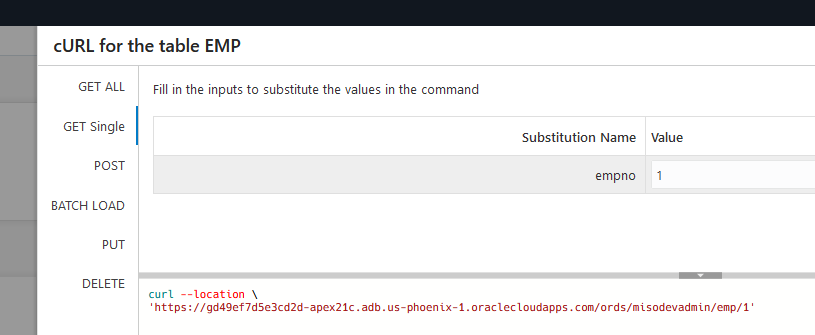 cURL for the table EMP
GET ALL
Fill in the inputs to substitute the values in the command
GET Single
Substitution Name Value
POST
empno 1
BATCH LOAD
PUT
DELETE
curl --location \
'https://gd49ef7d5e3cd2d-apex21c.adb.us-phoenix-1.oraclecloudapps.com/ords/misodevadmin/emp/1'